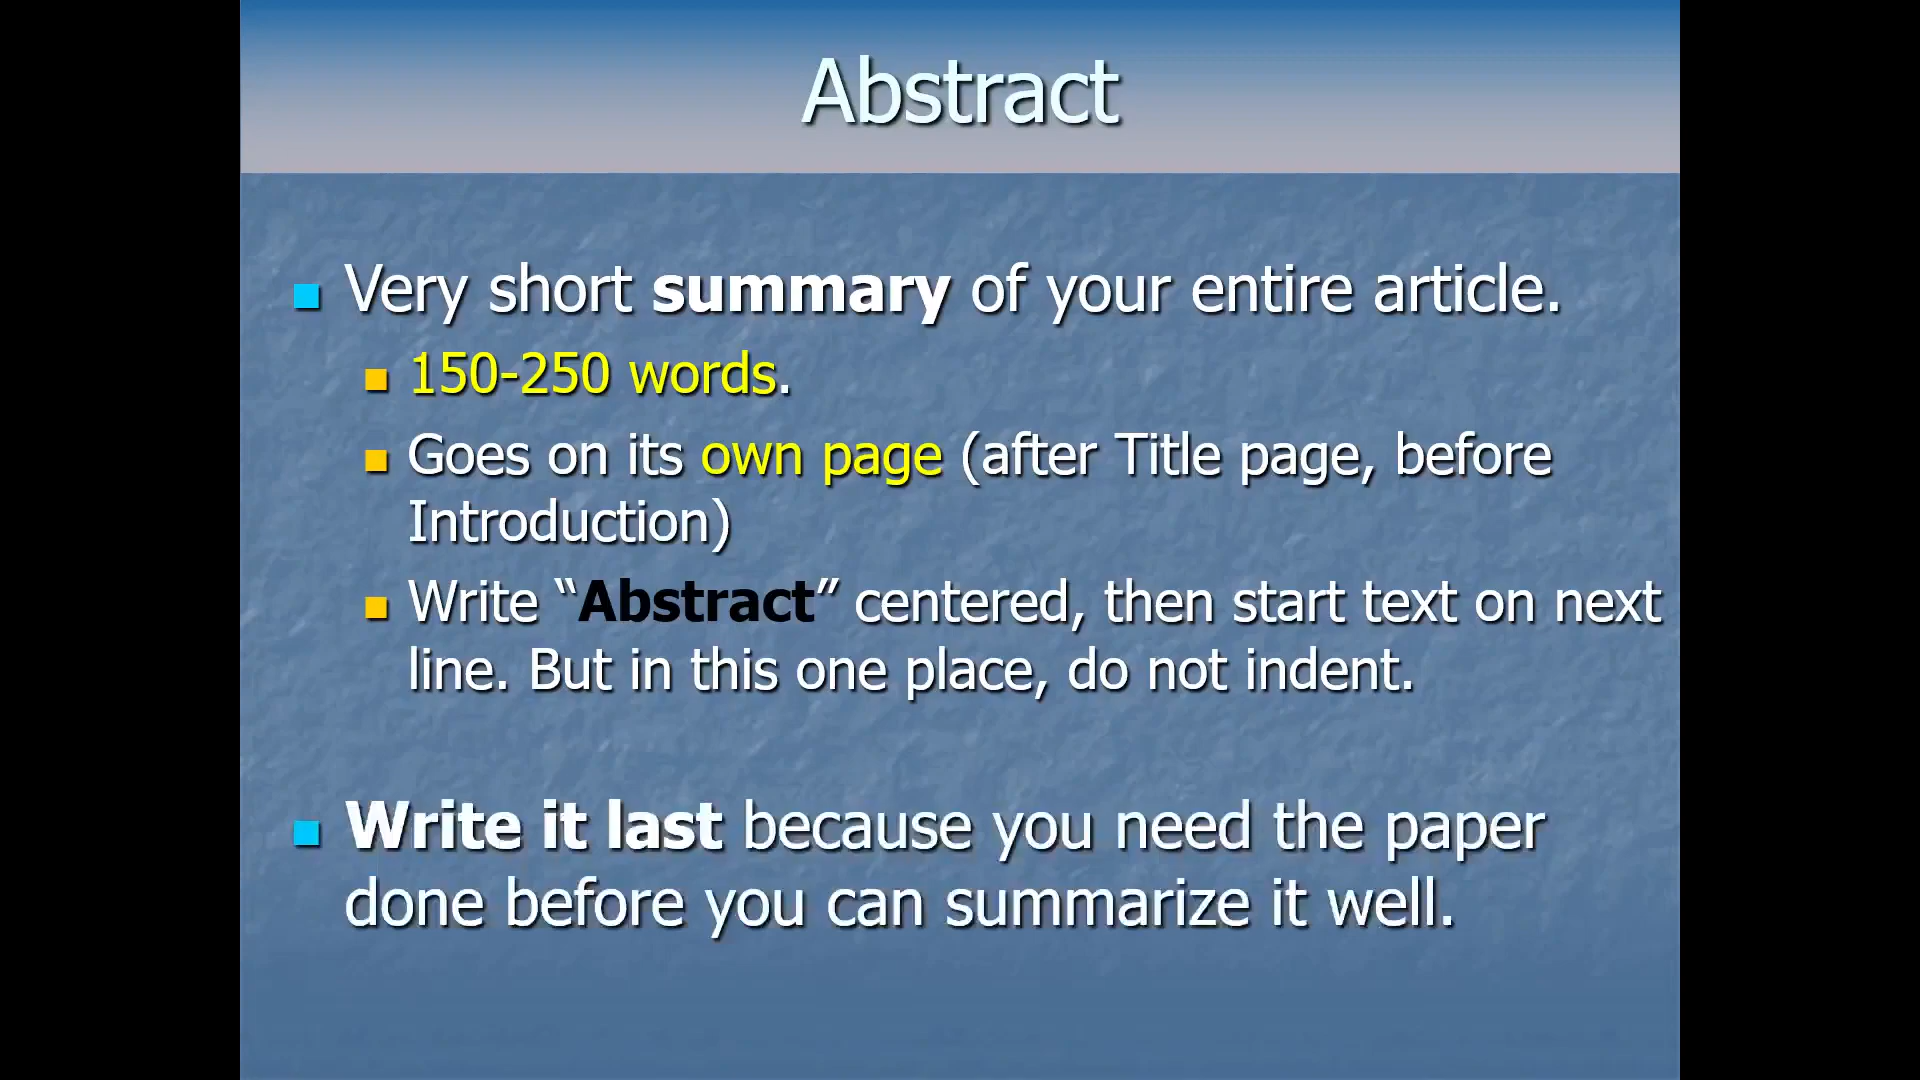 Abstract
Very short summary of your entire article.
150-250 words.
Goes on its own page (after Title page, before
Introduction)
Write “Abstract” centered, then start text on next
line. But in this one place, do not indent.
Write it last because you need the paper
done before you can summarize it well.